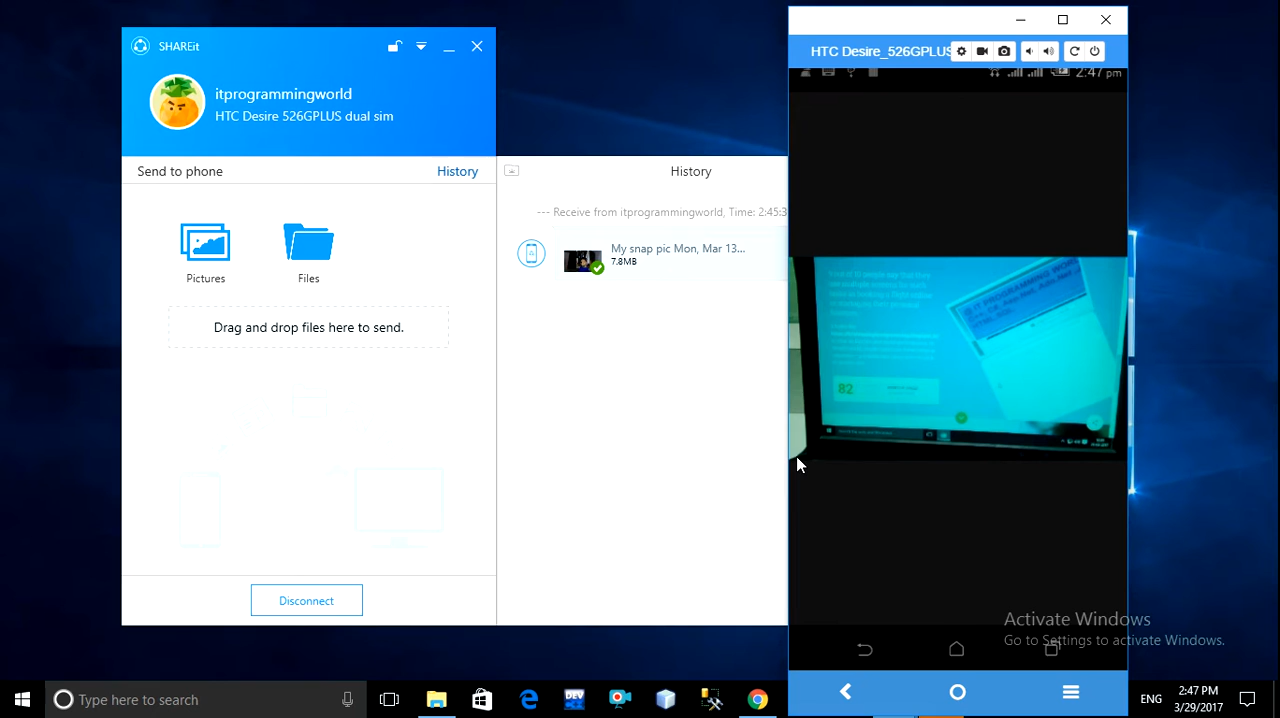 SHAREit
itprogrammingworld
HTC Desire 526GPLUS dual sim
Send to phone
History
Pictures
Files
Drag and drop files here to send.
Disconnect
History
--- Receive from itprogrammingworld, Time: 2:45:3
My snap pic Mon, Mar 13...
7.8MB
HTC Desire_526GPLUS
2:47 pm
82
Activate Windows
Go to Settings to activate Windows.
Type here to search
DEV
ENG
2:47 PM
3/29/2017